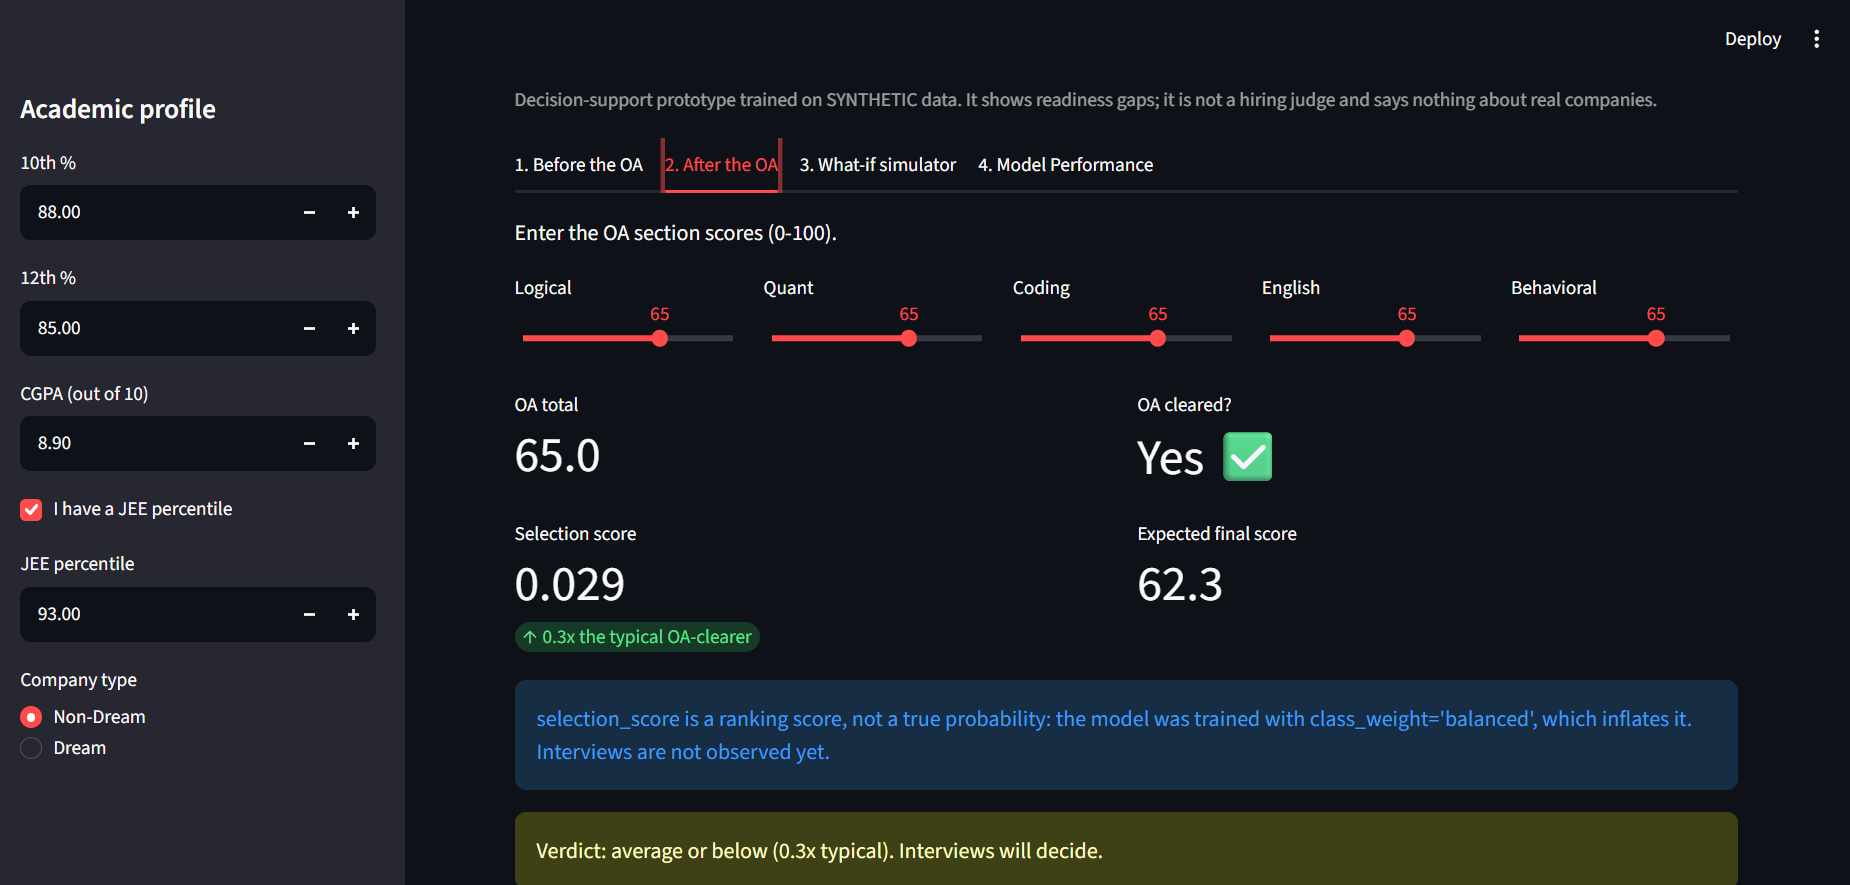 Deploy
Academic profile
10th %
88.00
12th %
85.00
CGPA (out of 10)
8.90
I have a JEE percentile
JEE percentile
93.00
Company type
Non-Dream
Dream
Decision-support prototype trained on SYNTHETIC data. It shows readiness gaps; it is not a hiring judge and says nothing about real companies.
1. Before the OA 2. After the OA 3. What-if simulator 4. Model Performance
Enter the OA section scores (0-100).
Logical Quant Coding English Behavioral
65 65 65 65 65
OA total OA cleared?
65.0 Yes ✅
Selection score Expected final score
0.029 62.3
↑ 0.3x the typical OA-clearer
selection_score is a ranking score, not a true probability: the model was trained with class_weight='balanced', which inflates it.
Interviews are not observed yet.
Verdict: average or below (0.3x typical). Interviews will decide.